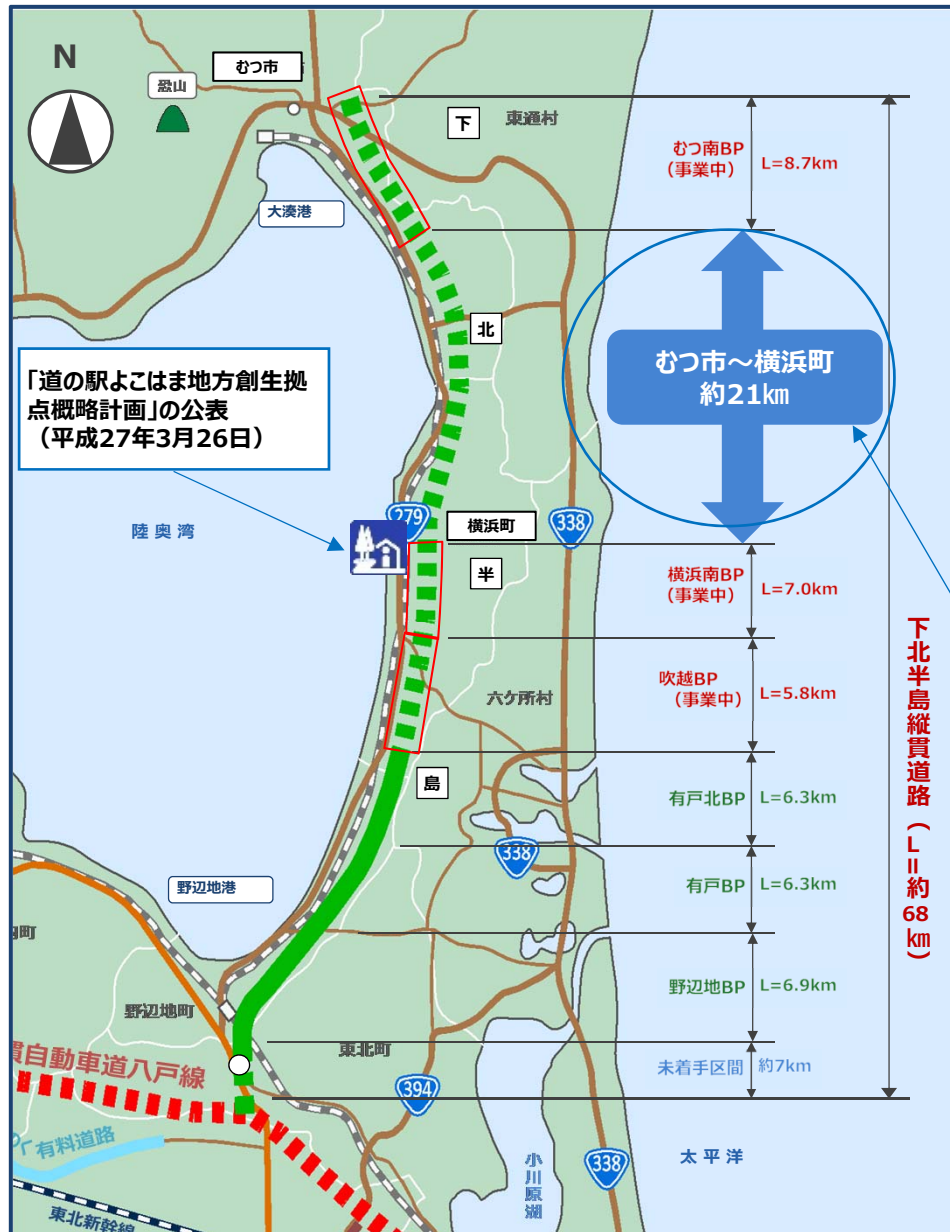 N
むつ市
恐山
下
東通村
むつ南BP
(事業中)
L=8.7km
大湊港
北
むつ市~横浜町
約21㎞
「道の駅よこはま地方創生拠
点概略計画」の公表
(平成27年3月26日)
陸奥湾
279
横浜町
338
半
横浜南BP
(事業中)
L=7.0km
吹越BP
(事業中)
L=5.8km
六ケ所村
島
有戸北BP
L=6.3km
338
有戸BP
L=6.3km
野辺地港
町
野辺地BP
L=6.9km
野辺地町
東北町
未着手区間
約7km
貫自動車道八戸線
394
有料道路
小川原湖
338
太平洋
東北新幹線
下北半島縦貫道路(L=約68㎞)